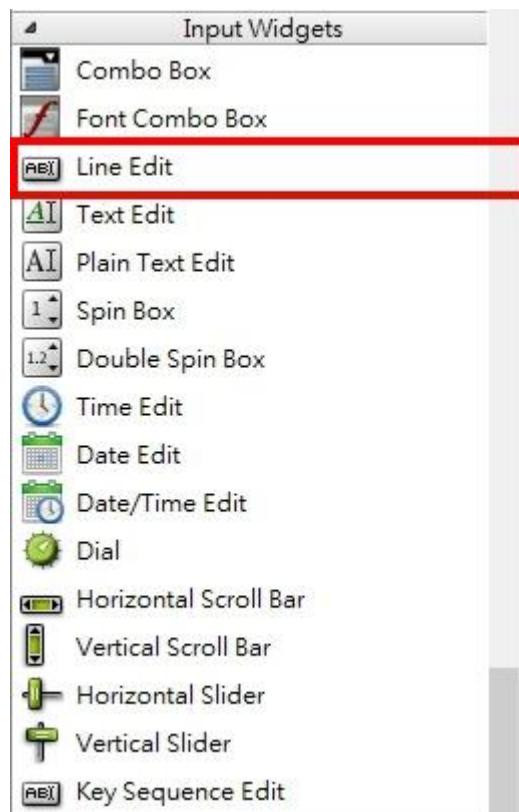 Input Widgets
Combo Box
Font Combo Box
Line Edit
Text Edit
Plain Text Edit
Spin Box
Double Spin Box
Time Edit
Date Edit
Date/Time Edit
Dial
Horizontal Scroll Bar
Vertical Scroll Bar
Horizontal Slider
Vertical Slider
Key Sequence Edit